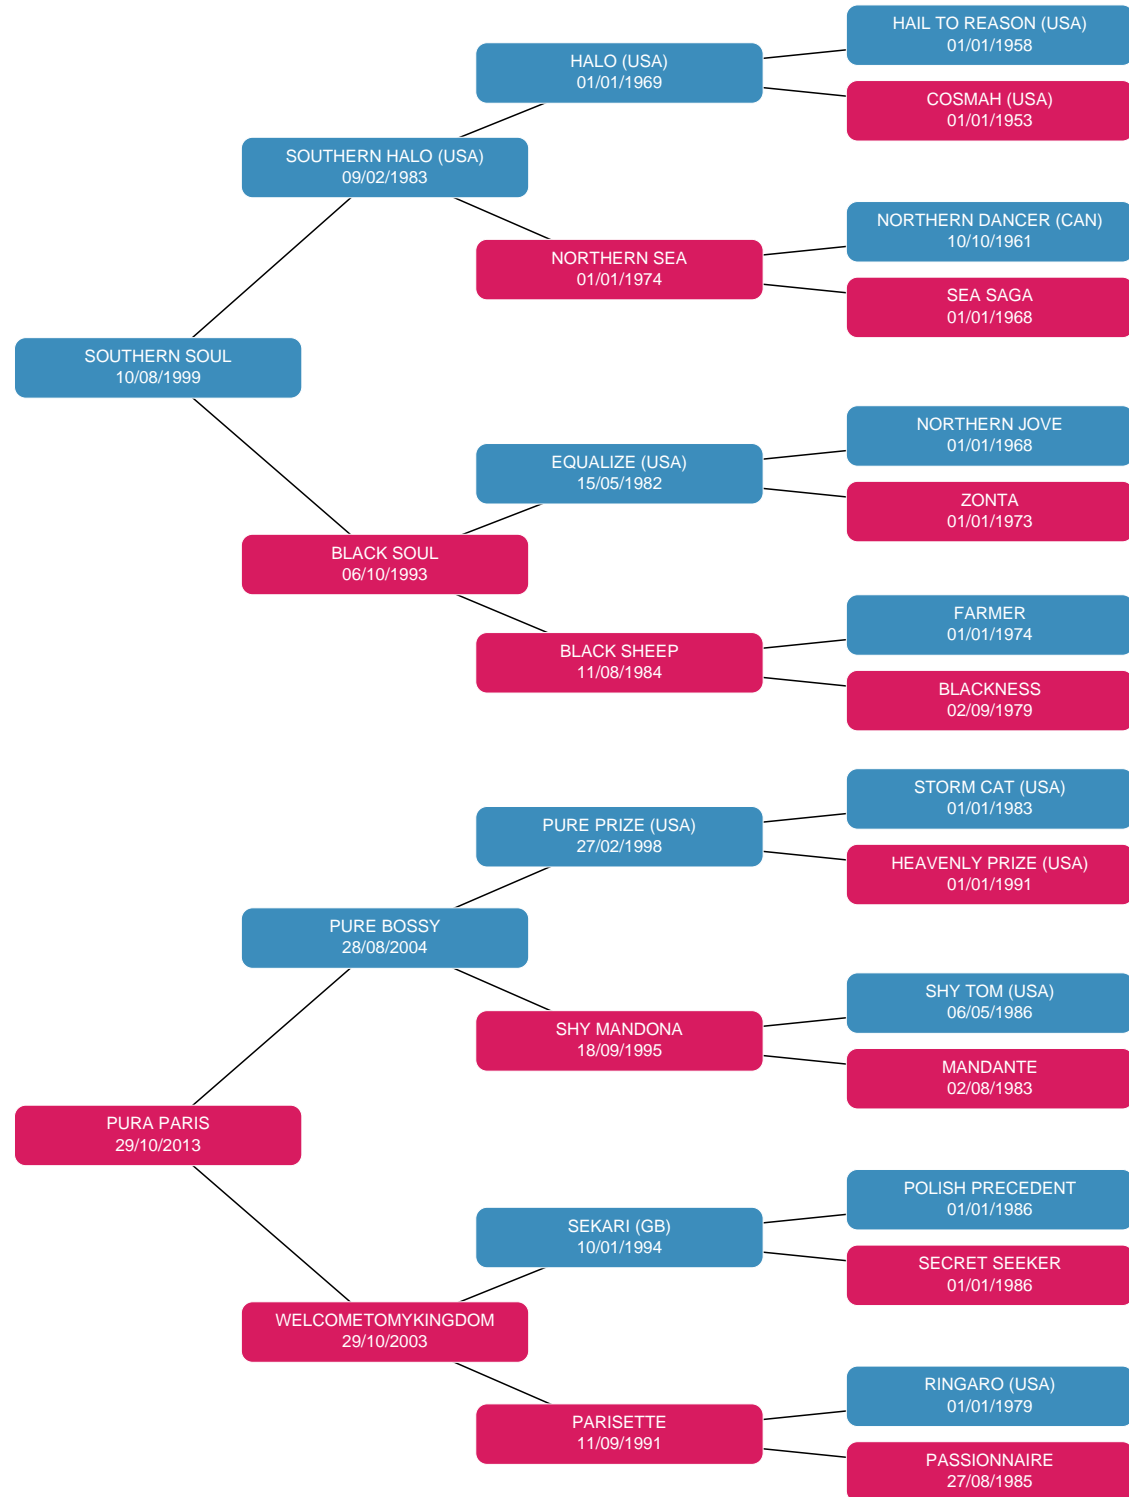 HAIL TO REASON (USA)
01/01/1958
HALO (USA)
01/01/1969
COSMAH (USA)
01/01/1953
SOUTHERN HALO (USA)
09/02/1983
NORTHERN DANCER (CAN)
10/10/1961
NORTHERN SEA
01/01/1974
SEA SAGA
01/01/1968
SOUTHERN SOUL
10/08/1999
NORTHERN JOVE
01/01/1968
EQUALIZE (USA)
15/05/1982
ZONTA
01/01/1973
BLACK SOUL
06/10/1993
FARMER
01/01/1974
BLACK SHEEP
11/08/1984
BLACKNESS
02/09/1979
STORM CAT (USA)
01/01/1983
PURE PRIZE (USA)
27/02/1998
HEAVENLY PRIZE (USA)
01/01/1991
PURE BOSSY
28/08/2004
SHY TOM (USA)
06/05/1986
SHY MANDONA
18/09/1995
MANDANTE
02/08/1983
PURA PARIS
29/10/2013
POLISH PRECEDENT
01/01/1986
SEKARI (GB)
10/01/1994
SECRET SEEKER
01/01/1986
WELCOMETOMYKINGDOM
29/10/2003
RINGARO (USA)
01/01/1979
PARISETTE
11/09/1991
PASSIONNAIRE
27/08/1985